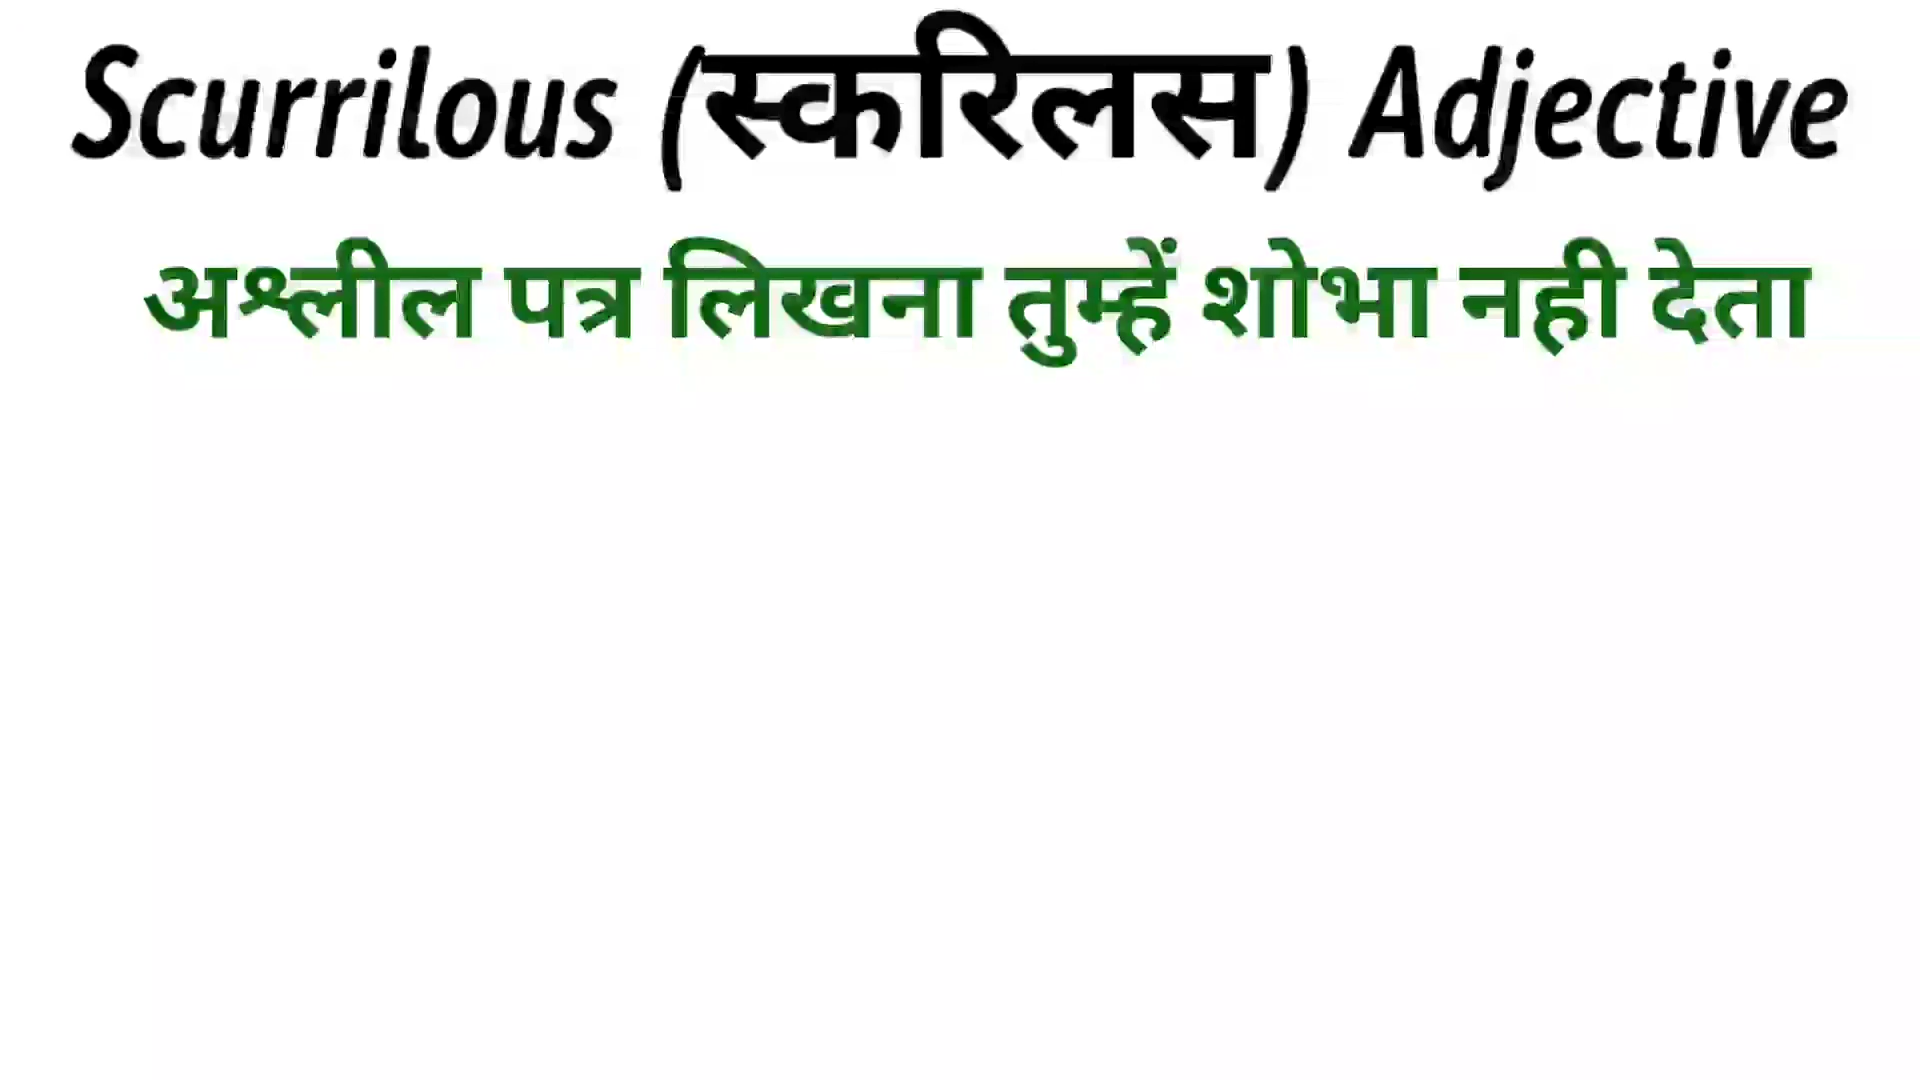 Scurrilous (स्करिलस) Adjective
अश्लील पत्र लिखना तुम्हें शोभा नही देता